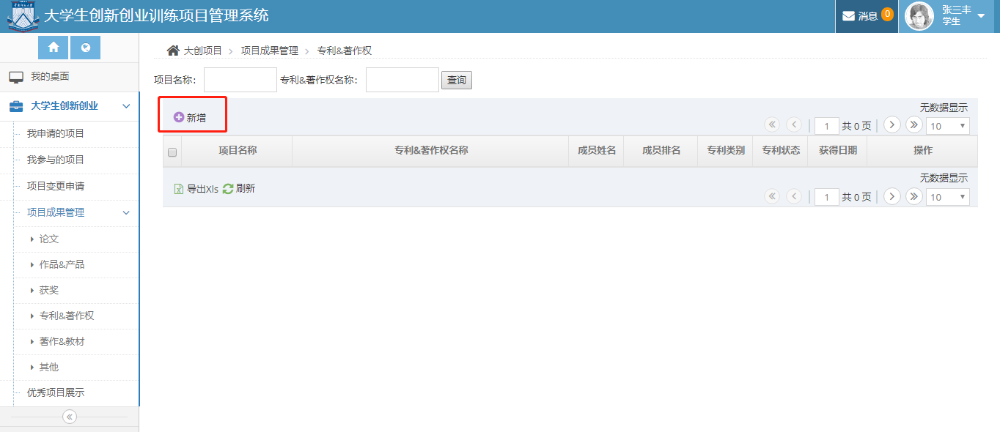 大学生创新创业训练项目管理系统
消息 0
张三丰
学生
我的桌面
大学生创新创业
我申请的项目
我参与的项目
项目变更申请
项目成果管理
论文
作品&产品
获奖
专利&著作权
著作&教材
其他
优秀项目展示
大创项目 项目成果管理 专利&著作权
项目名称: 专利&著作权名称: 查询
新增
无数据显示
1 共 0 页 10
项目名称 专利&著作权名称 成员姓名 成员排名 专利类别 专利状态 获得日期 操作
导出Xls 刷新
无数据显示
1 共 0 页 10